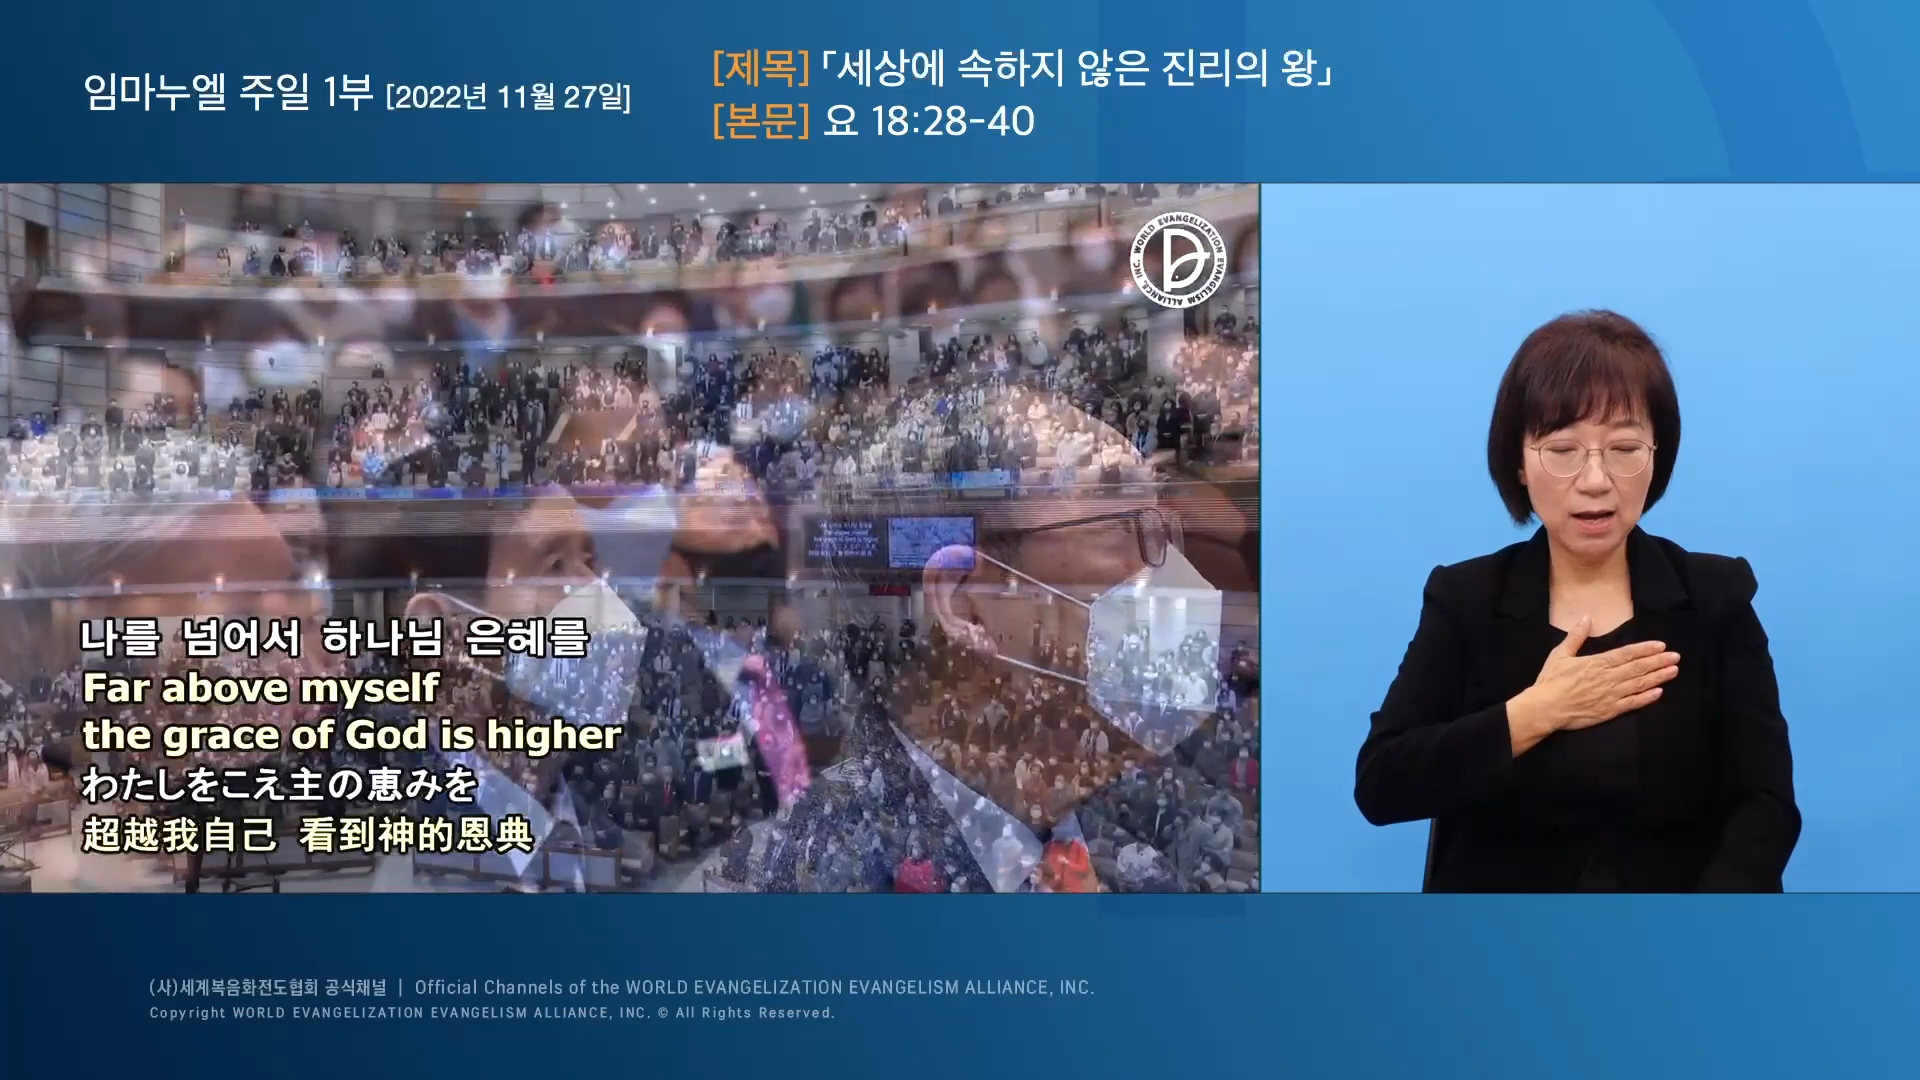 임마누엘 주일 1부 [2022년 11월 27일]
[제목] 「세상에 속하지 않은 진리의 왕」
[본문] 요 18:28-40
WORLD EVANGELIZATION EVANGELISM ALLIANCE, INC.
나를 넘어서 하나님 은혜를
Far above myself
the grace of God is higher
わたしをこえ主の恵みを
超越我自己 看到神的恩典
(사)세계복음화전도협회 공식채널 | Official Channels of the WORLD EVANGELIZATION EVANGELISM ALLIANCE, INC.
Copyright WORLD EVANGELIZATION EVANGELISM ALLIANCE, INC. © All Rights Reserved.